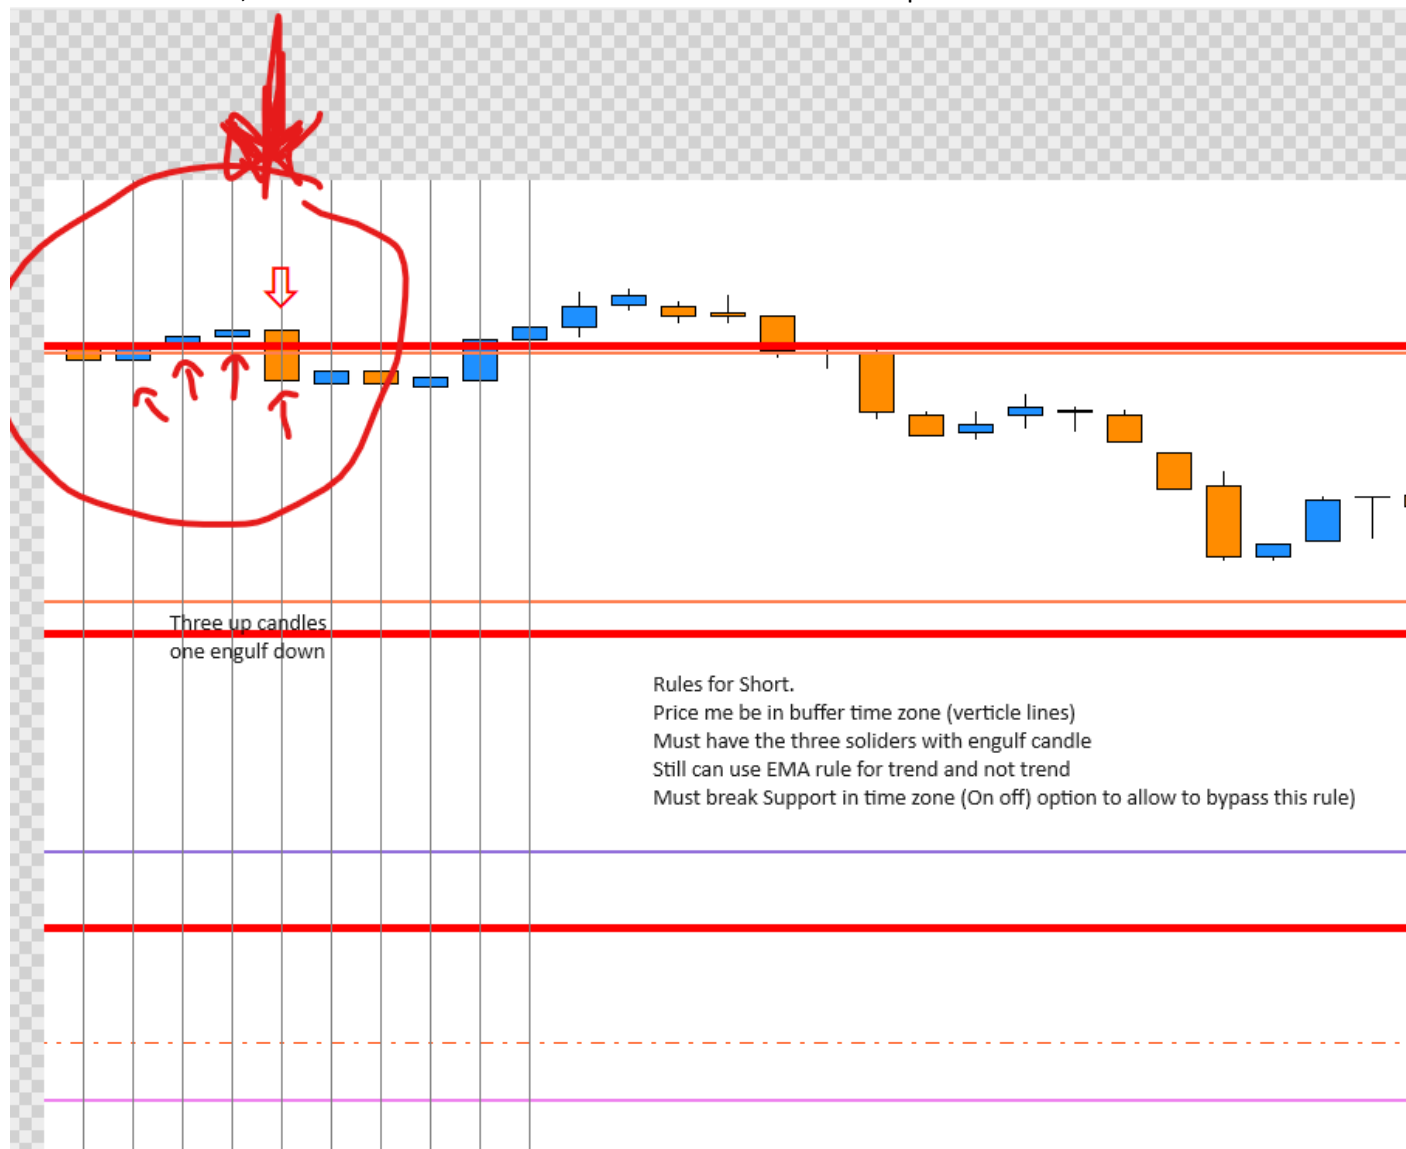 Three up candles
one engulf down
Rules for Short.
Price me be in buffer time zone (verticle lines)
Must have the three soliders with engulf candle
Still can use EMA rule for trend and not trend
Must break Support in time zone (On off) option to allow to bypass this rule)